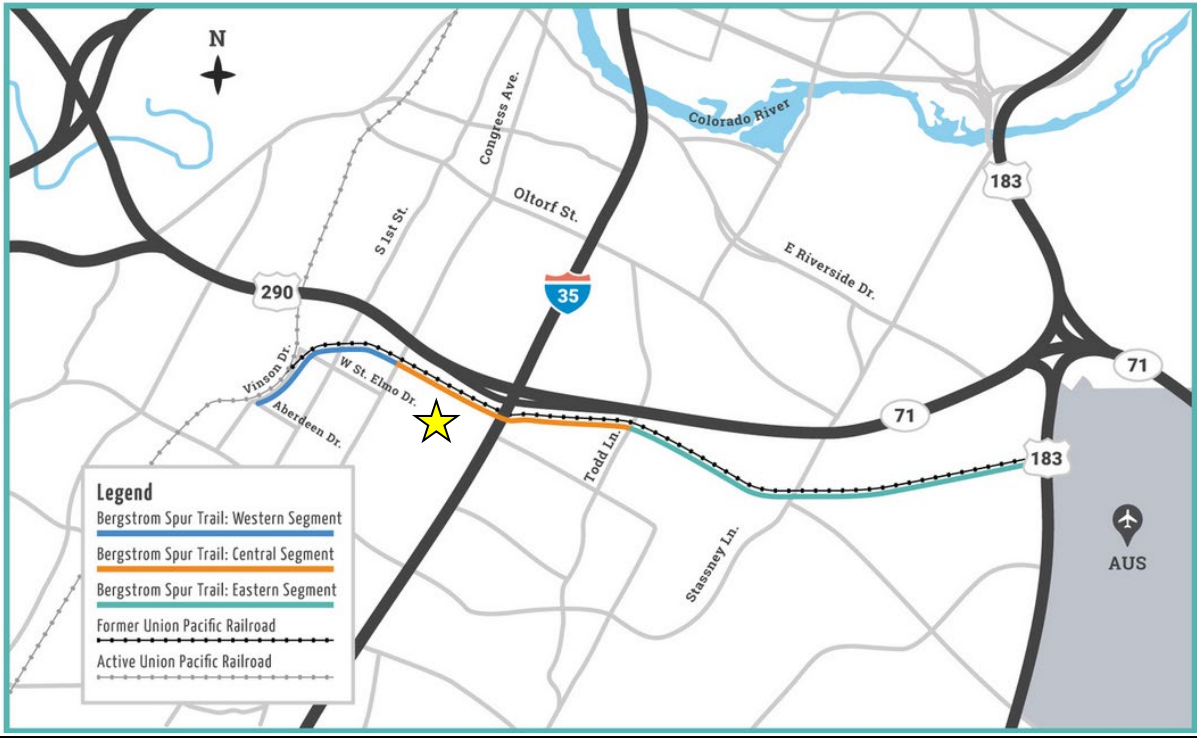 N
Congress Ave.
Colorado River
183
Oltorf St.
S 1st St.
E Riverside Dr.
290
35
Vinson Dr.
W St. Elmo Dr.
71
Aberdeen Dr.
71
Todd Ln.
183
Legend
Bergstrom Spur Trail: Western Segment
Bergstrom Spur Trail: Central Segment
Bergstrom Spur Trail: Eastern Segment
Former Union Pacific Railroad
Active Union Pacific Railroad
Stassney Ln.
AUS